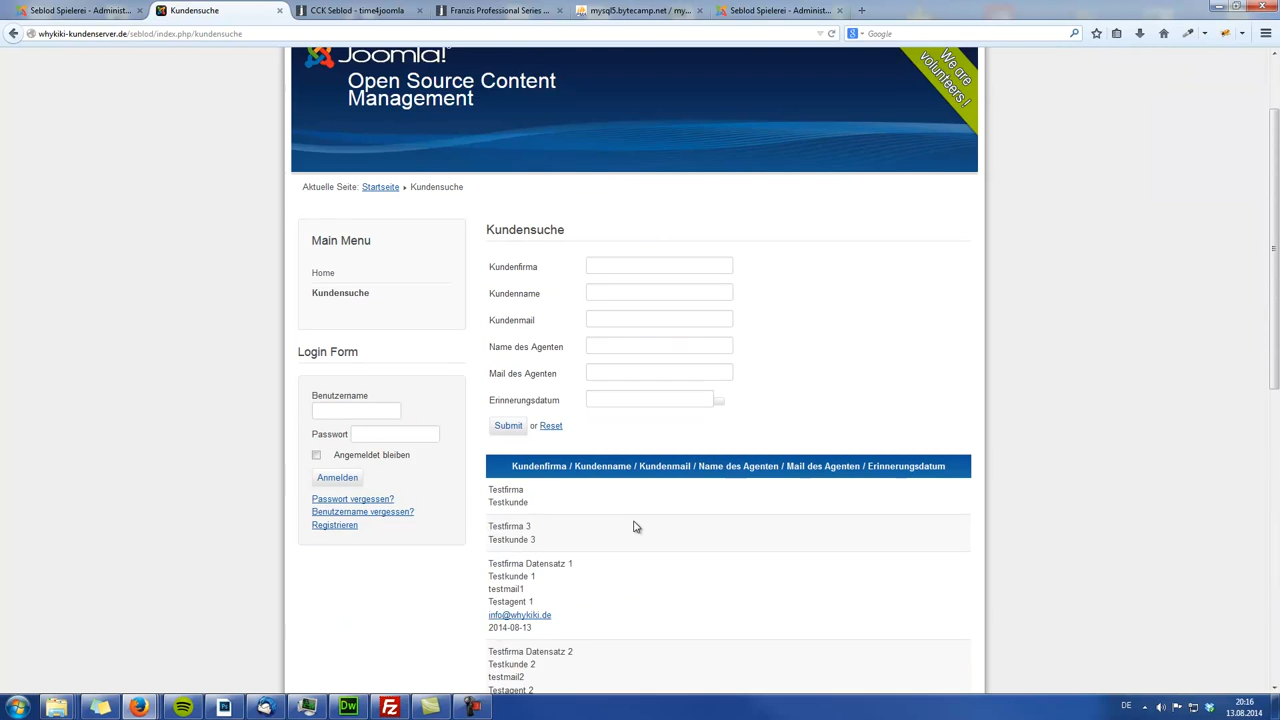 Seblod Spielerei - Administ...
Kundensuche
CCK Seblod - time4joomla
Franzis Professional Series ...
mysql5.bytecamp.net / my...
Seblod Spielerei - Administ...
whykiki-kundenserver.de/seblod/index.php/kundensuche
Google
Joomla!
Open Source Content
Management
We are
volunteers!
Aktuelle Seite: Startseite Kundensuche
Main Menu
Home
Kundensuche
Login Form
Benutzername
Passwort
Angemeldet bleiben
Anmelden
Passwort vergessen?
Benutzername vergessen?
Registrieren
Kundensuche
Kundenfirma
Kundenname
Kundenmail
Name des Agenten
Mail des Agenten
Erinnerungsdatum
Submit or Reset
Kundenfirma / Kundenname / Kundenmail / Name des Agenten / Mail des Agenten / Erinnerungsdatum
Testfirma
Testkunde
Testfirma 3
Testkunde 3
Testfirma Datensatz 1
Testkunde 1
testmail1
Testagent 1
info@whykiki.de
2014-08-13
Testfirma Datensatz 2
Testkunde 2
testmail2
Testagent 2
DE
20:16
13.08.2014